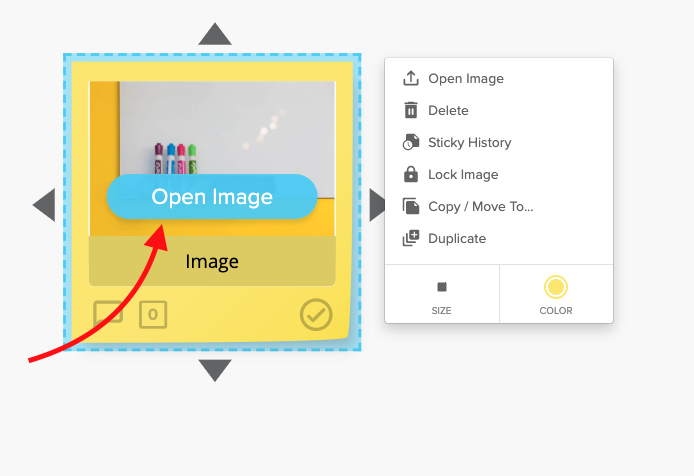 Open Image
Image
0
Open Image
Delete
Sticky History
Lock Image
Copy / Move To...
Duplicate
SIZE
COLOR